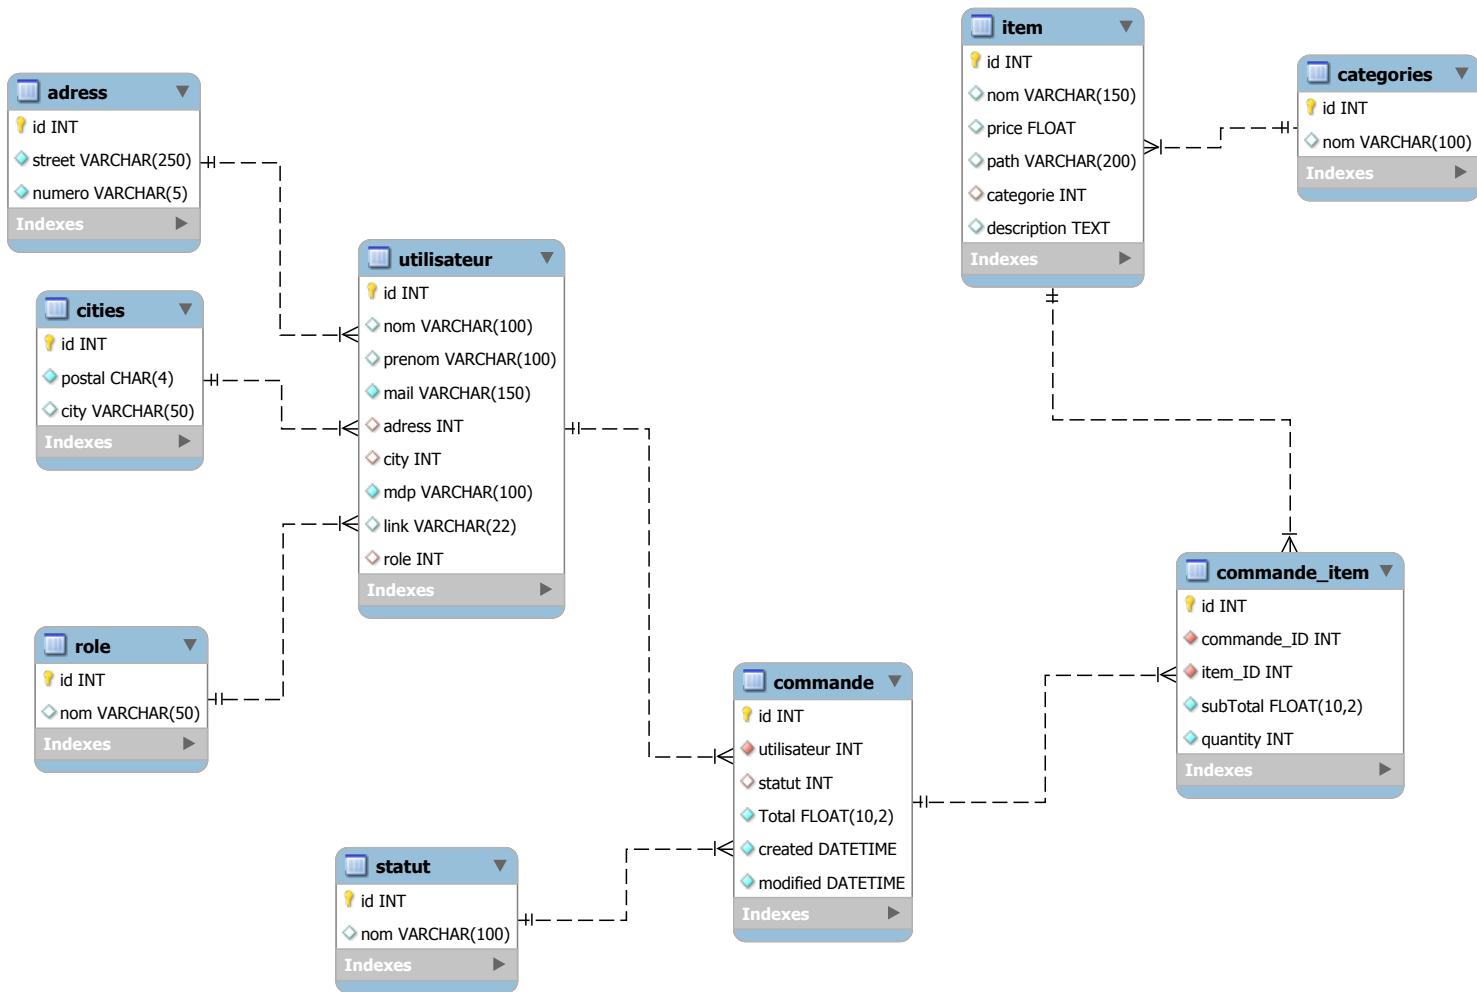 adress
id INT
street VARCHAR(250)
numero VARCHAR(5)
Indexes
cities
id INT
postal CHAR(4)
city VARCHAR(50)
Indexes
role
id INT
nom VARCHAR(50)
Indexes
utilisateur
id INT
nom VARCHAR(100)
prenom VARCHAR(100)
mail VARCHAR(150)
adress INT
city INT
mdp VARCHAR(100)
link VARCHAR(22)
role INT
Indexes
statut
id INT
nom VARCHAR(100)
Indexes
commande
id INT
utilisateur INT
statut INT
Total FLOAT(10,2)
created DATETIME
modified DATETIME
Indexes
item
id INT
nom VARCHAR(150)
price FLOAT
path VARCHAR(200)
categorie INT
description TEXT
Indexes
categories
id INT
nom VARCHAR(100)
Indexes
commande_item
id INT
commande_ID INT
item_ID INT
subTotal FLOAT(10,2)
quantity INT
Indexes